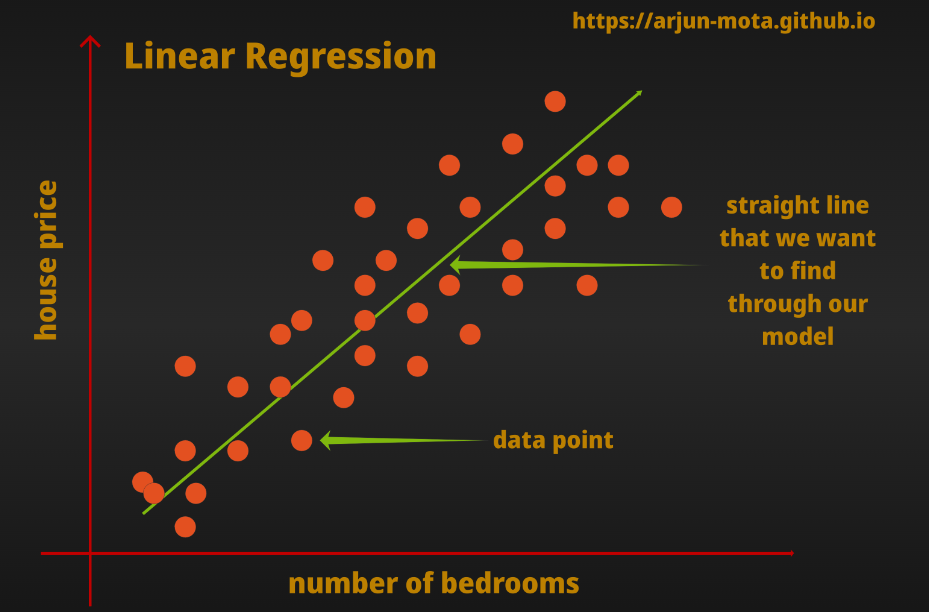 https://arjun-mota.github.io
Linear Regression
house price
straight line
that we want
to find
through our
model
data point
number of bedrooms